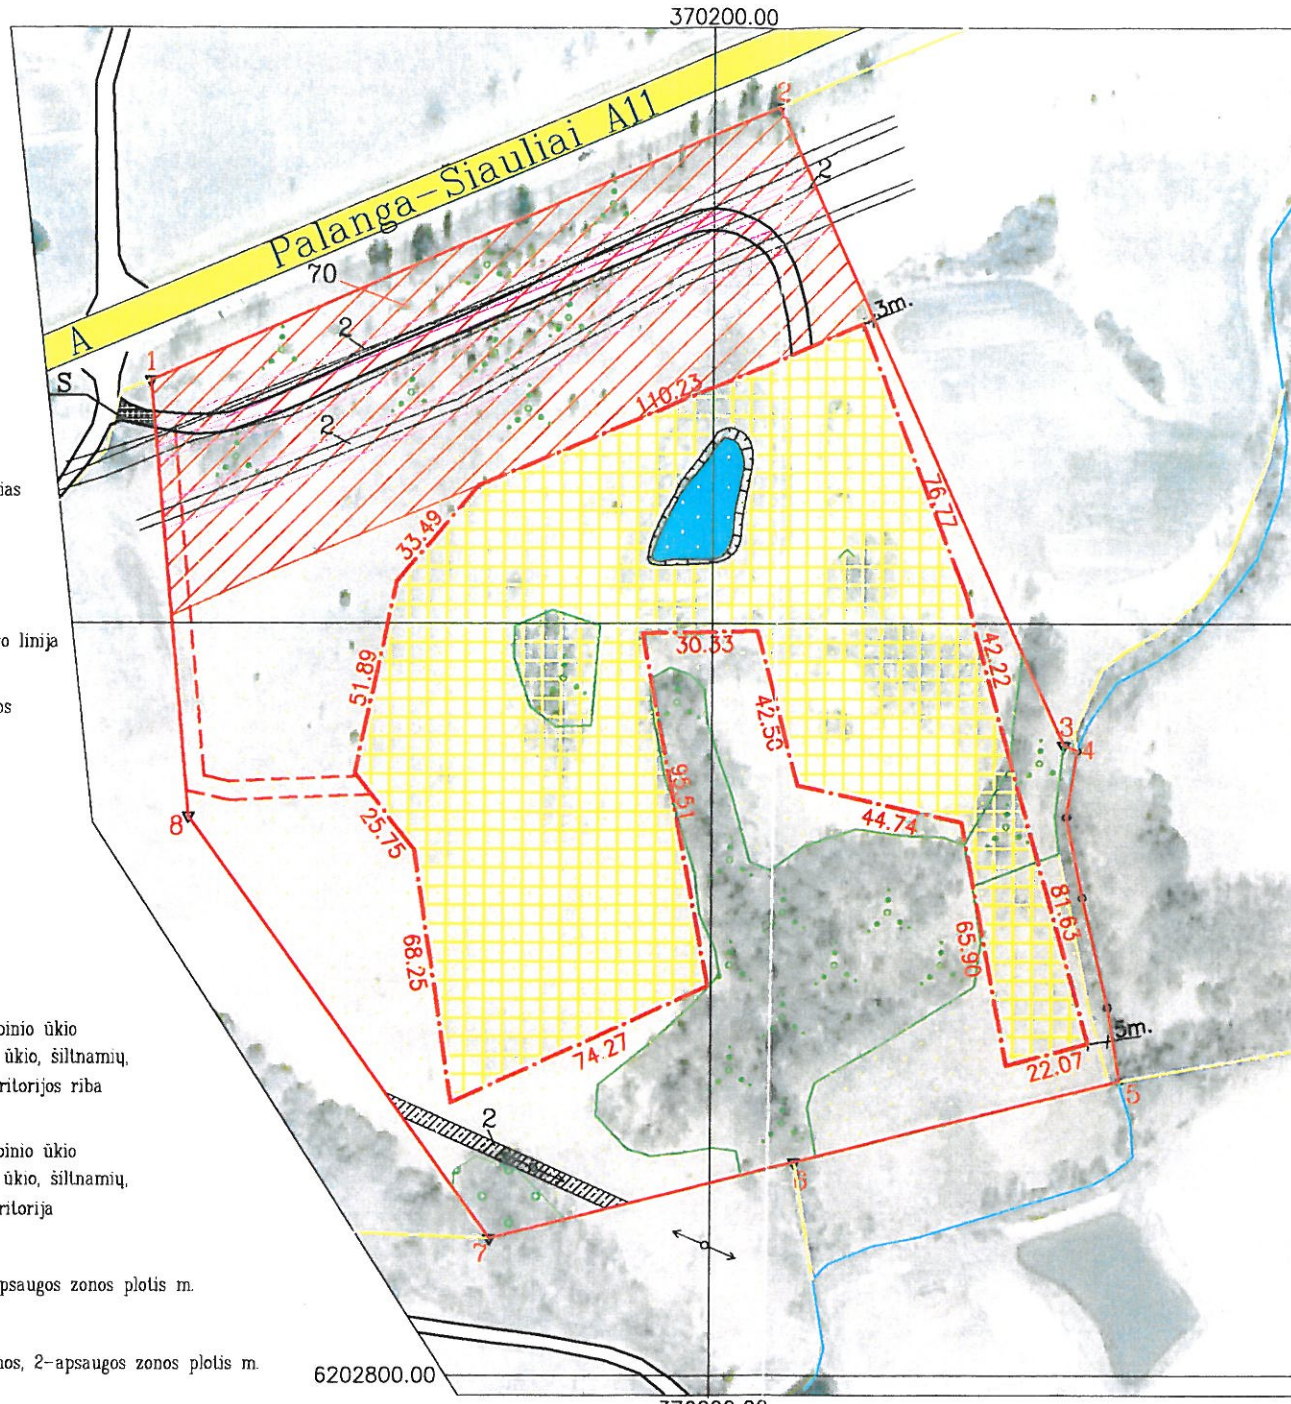 370200.00
Palanga-Siauliai A11
A
2
2
70
2
1
S
2
3m.
110.23
ias
33.49
76.77
o linija
30.33
42.22
51.89
os
42.50
3
4
95.51
8
25.75
44.74
81.63
65.90
68.25
binio ūkio
ūkio, šiltnamių,
ritorijos riba
5m.
74.27
22.07
5
2
binio ūkio
ūkio, šiltnamių,
ritorija
6
7
psaugos zonos plotis m.
nos, 2-apsaugos zonos plotis m.
6202800.00